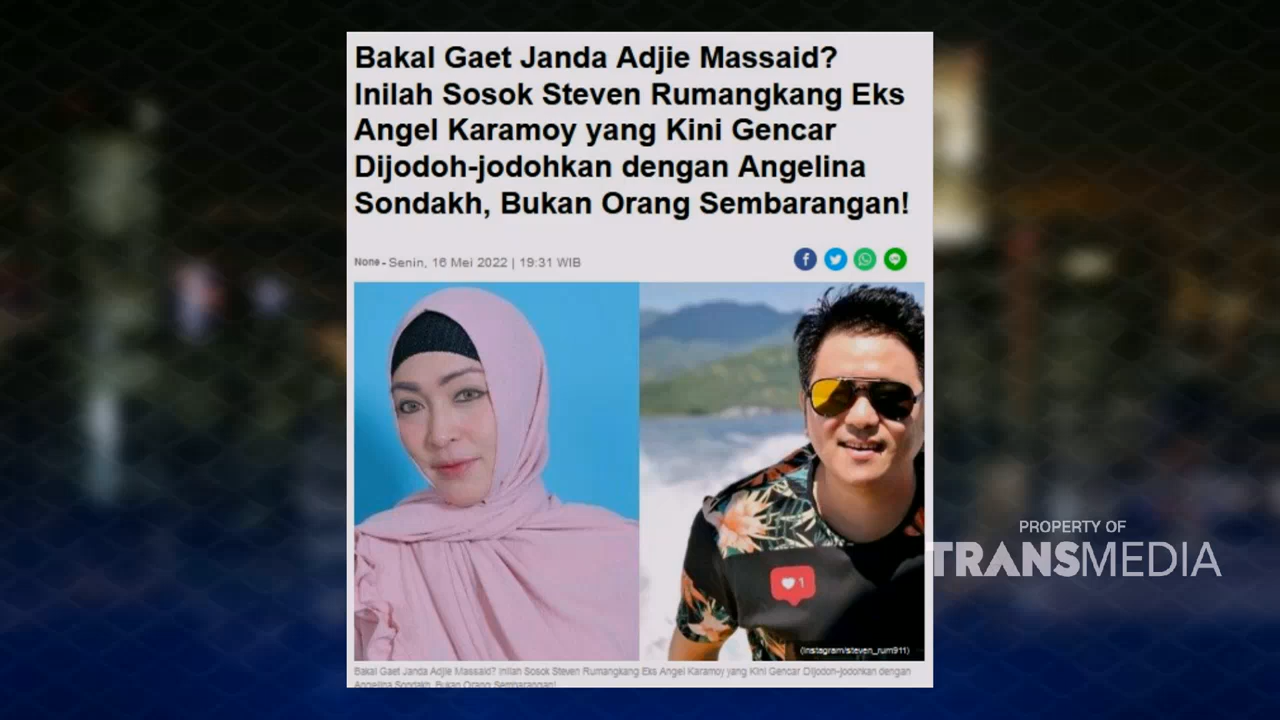 Bakal Gaet Janda Adjie Massaid?
Inilah Sosok Steven Rumangkang Eks
Angel Karamoy yang Kini Gencar
Dijodoh-jodohkan dengan Angelina
Sondakh, Bukan Orang Sembarangan!
None - Senin, 16 Mei 2022 | 19:31 WIB
1
PROPERTY OF
TRANSMEDIA
(Instagram/steven_rum911)
Bakal Gaet Janda Adjie Massaid? Inilah Sosok Steven Rumangkang Eks Angel Karamoy yang Kini Gencar Dijodoh-jodohkan dengan
Angelina Sondakh, Bukan Orang Sembarangan!